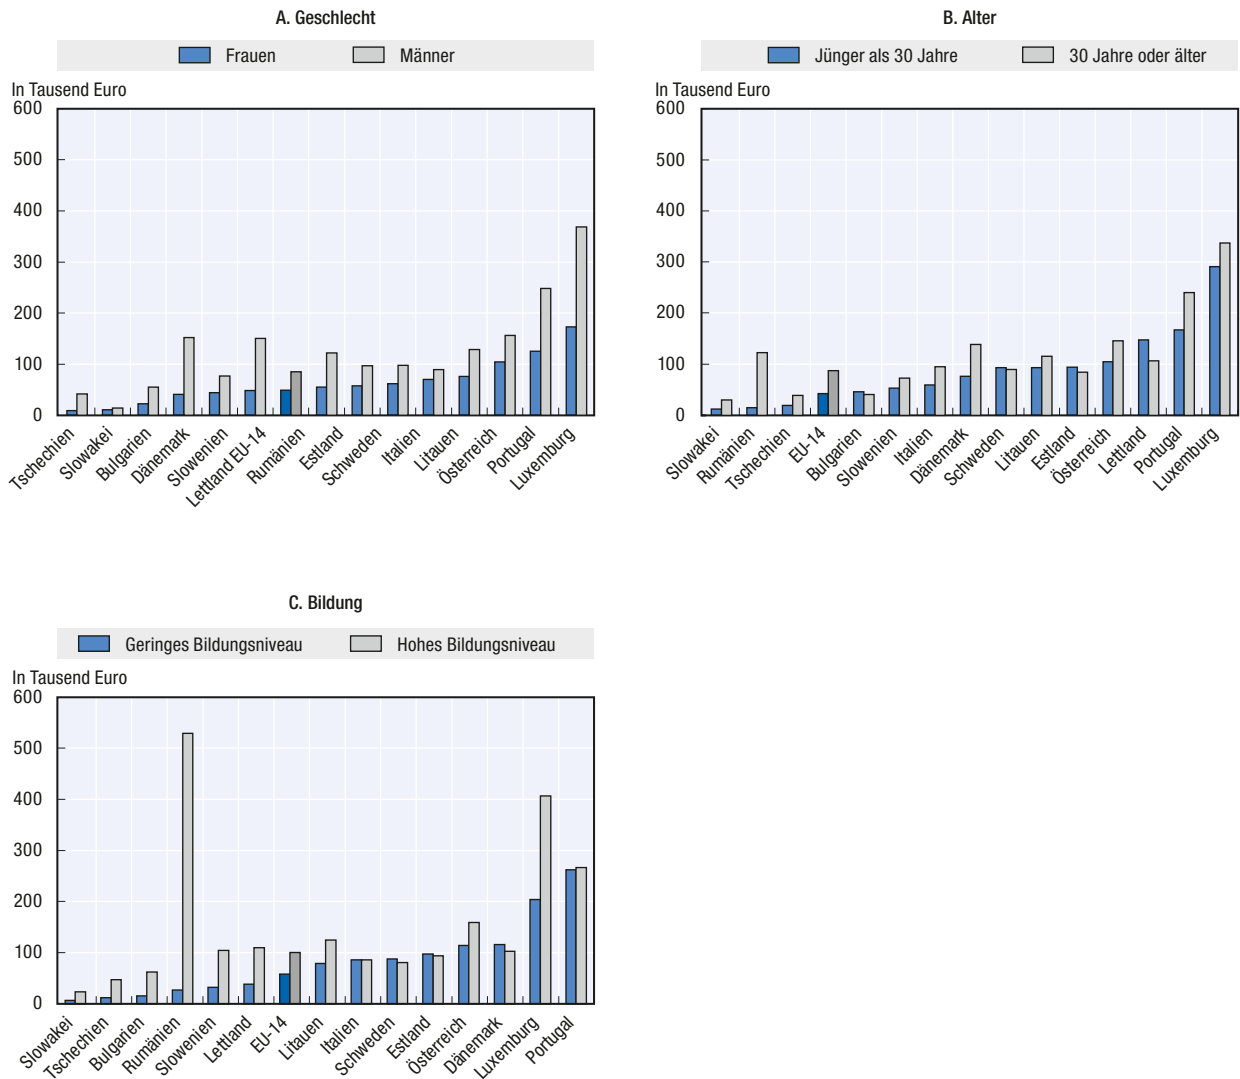 A. Geschlecht
Frauen Männer
In Tausend Euro
600
500
400
300
200
100
0
Tschechien
Slowakei
Bulgarien
Dänemark
Slowenien
Lettland EU-14
Rumänien
Estland
Schweden
Italien
Litauen
Österreich
Portugal
Luxemburg
B. Alter
Jünger als 30 Jahre 30 Jahre oder älter
In Tausend Euro
600
500
400
300
200
100
0
Slowakei
Rumänien
Tschechien
EU-14
Bulgarien
Slowenien
Italien
Dänemark
Schweden
Litauen
Estland
Österreich
Lettland
Portugal
Luxemburg
C. Bildung
Geringes Bildungsniveau Hohes Bildungsniveau
In Tausend Euro
600
500
400
300
200
100
0
Slowakei
Tschechien
Bulgarien
Rumänien
Slowenien
Lettland
EU-14
Litauen
Italien
Schweden
Estland
Österreich
Dänemark
Luxemburg
Portugal